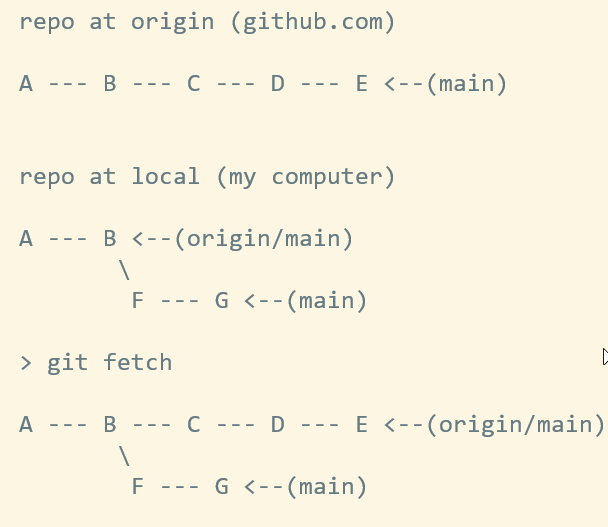 repo at origin (github.com)
A --- B --- C --- D --- E <--(main)
repo at local (my computer)
A --- B <--(origin/main)
       \
        F --- G <--(main)
> git fetch
A --- B --- C --- D --- E <--(origin/main)
       \
        F --- G <--(main)